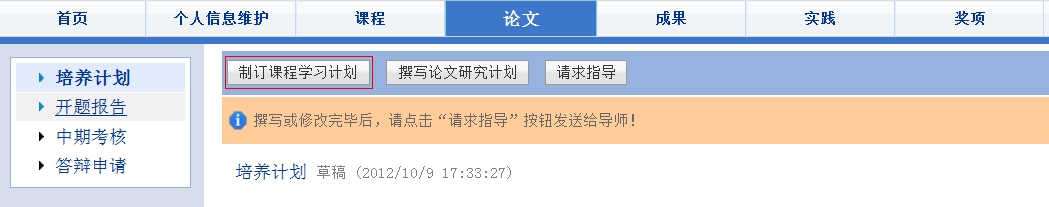 首页 个人信息维护 课程 论文 成果 实践 奖项
培养计划
开题报告
中期考核
答辩申请
制订课程学习计划 撰写论文研究计划 请求指导
撰写或修改完毕后，请点击“请求指导”按钮发送给导师！
培养计划 草稿 (2012/10/9 17:33:27)